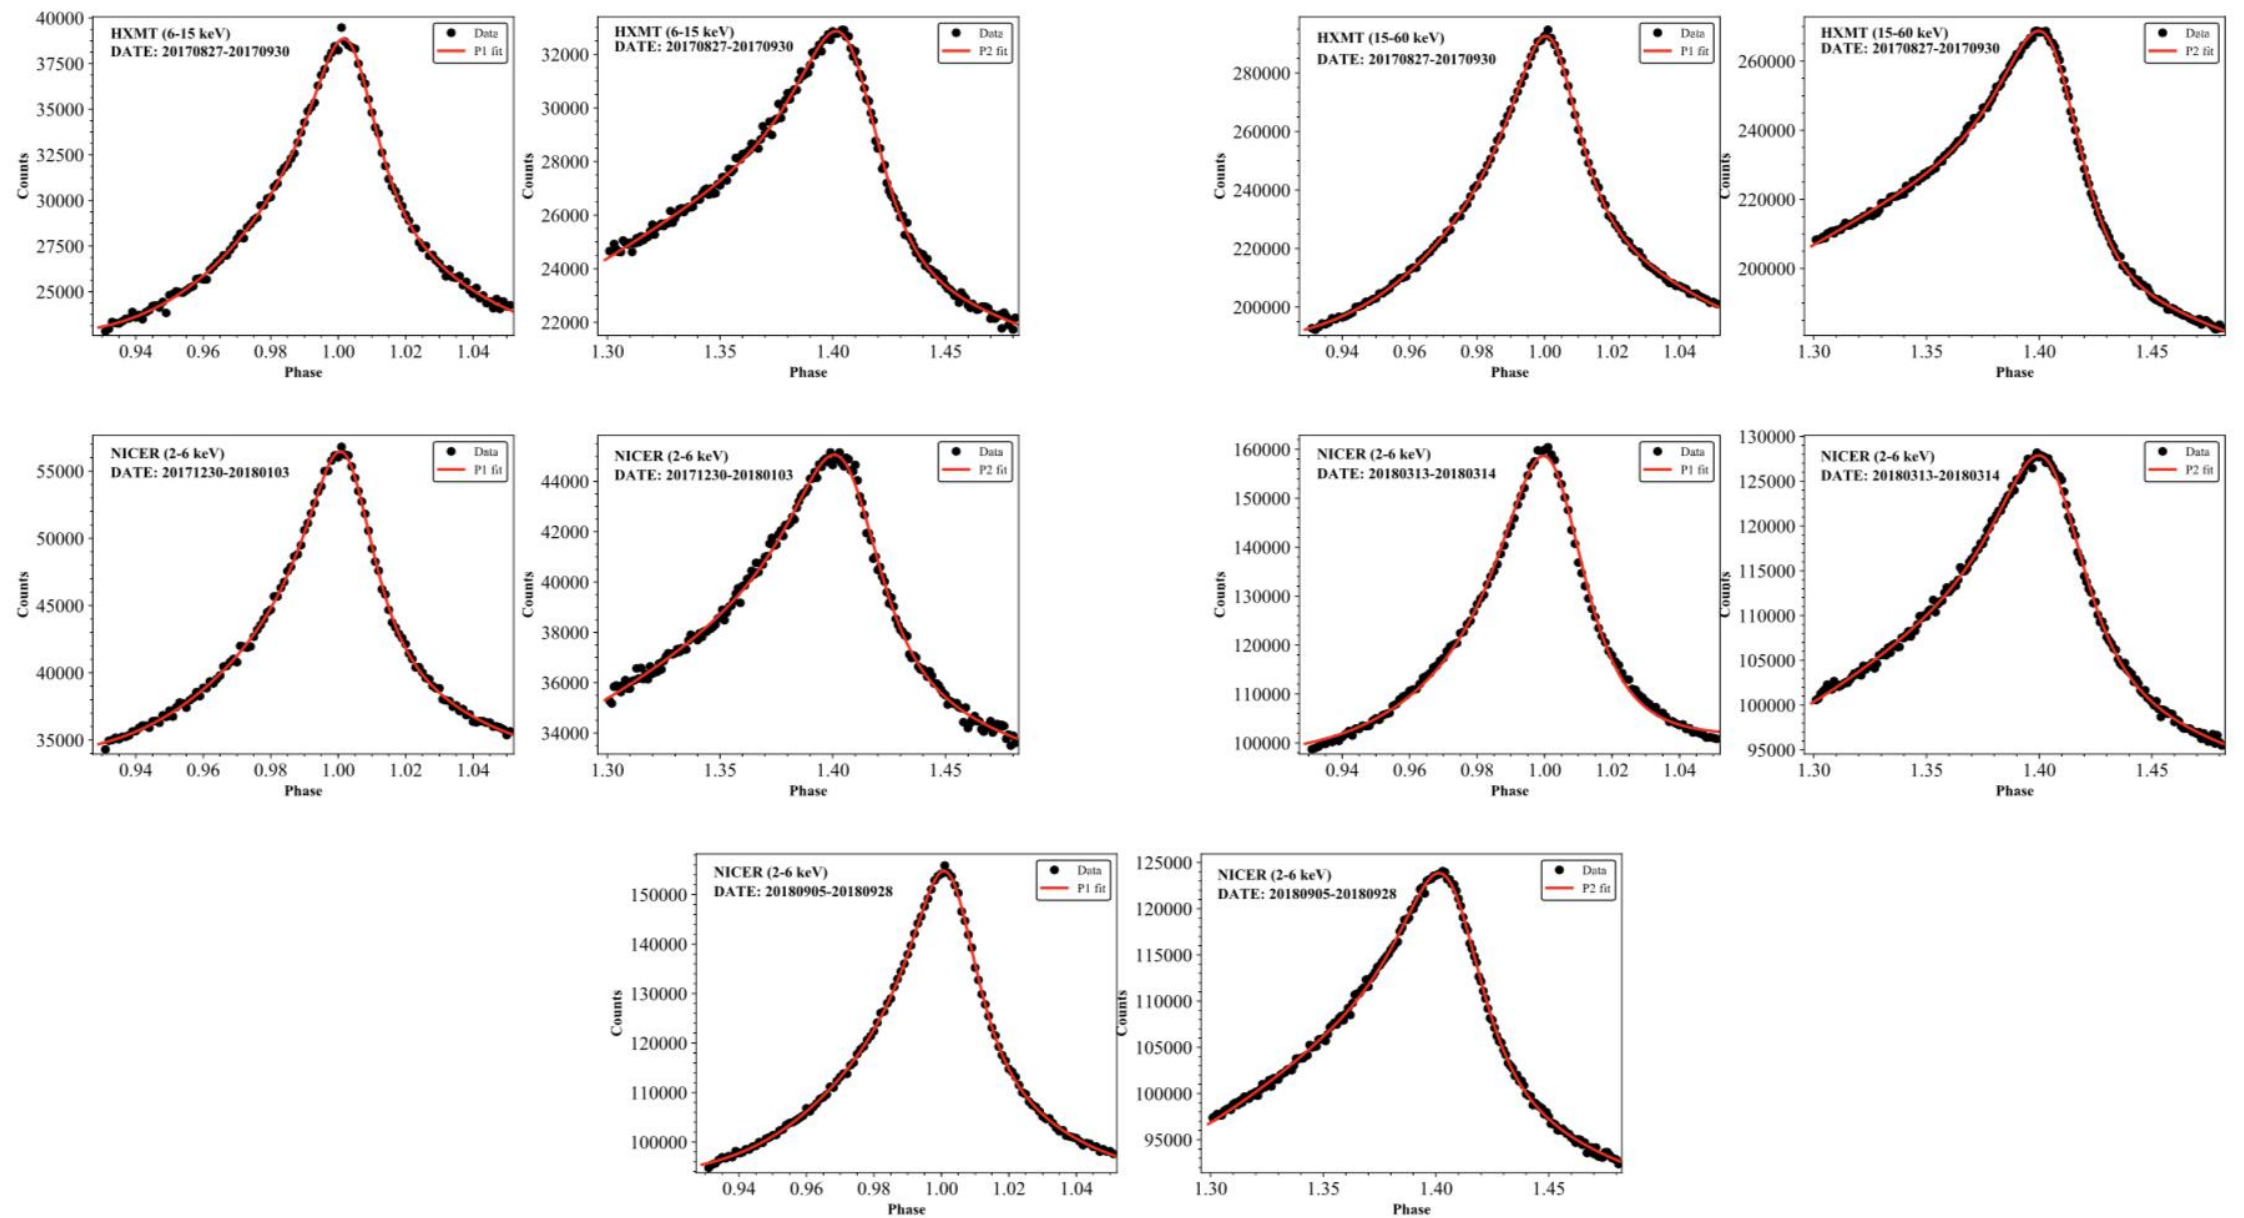 HXMT (6-15 keV)
DATE: 20170827-20170930
Data
P1 fit
40000
37500
35000
32500
30000
27500
25000
Counts
0.94 0.96 0.98 1.00 1.02 1.04
Phase
HXMT (6-15 keV)
DATE: 20170827-20170930
Data
P2 fit
32000
30000
28000
26000
24000
22000
Counts
1.30 1.35 1.40 1.45
Phase
HXMT (15-60 keV)
DATE: 20170827-20170930
Data
P1 fit
280000
260000
240000
220000
200000
Counts
0.94 0.96 0.98 1.00 1.02 1.04
Phase
HXMT (15-60 keV)
DATE: 20170827-20170930
Data
P2 fit
260000
240000
220000
200000
Counts
1.30 1.35 1.40 1.45
Phase
NICER (2-6 keV)
DATE: 20171230-20180103
Data
P1 fit
55000
50000
45000
40000
35000
Counts
0.94 0.96 0.98 1.00 1.02 1.04
Phase
NICER (2-6 keV)
DATE: 20171230-20180103
Data
P2 fit
44000
42000
40000
38000
36000
34000
Counts
1.30 1.35 1.40 1.45
Phase
NICER (2-6 keV)
DATE: 20180313-20180314
Data
P1 fit
160000
150000
140000
130000
120000
110000
100000
Counts
0.94 0.96 0.98 1.00 1.02 1.04
Phase
NICER (2-6 keV)
DATE: 20180313-20180314
Data
P2 fit
130000
125000
120000
115000
110000
105000
100000
95000
Counts
1.30 1.35 1.40 1.45
Phase
NICER (2-6 keV)
DATE: 20180905-20180928
Data
P1 fit
150000
140000
130000
120000
110000
100000
Counts
0.94 0.96 0.98 1.00 1.02 1.04
Phase
NICER (2-6 keV)
DATE: 20180905-20180928
Data
P2 fit
125000
120000
115000
110000
105000
100000
95000
Counts
1.30 1.35 1.40 1.45
Phase